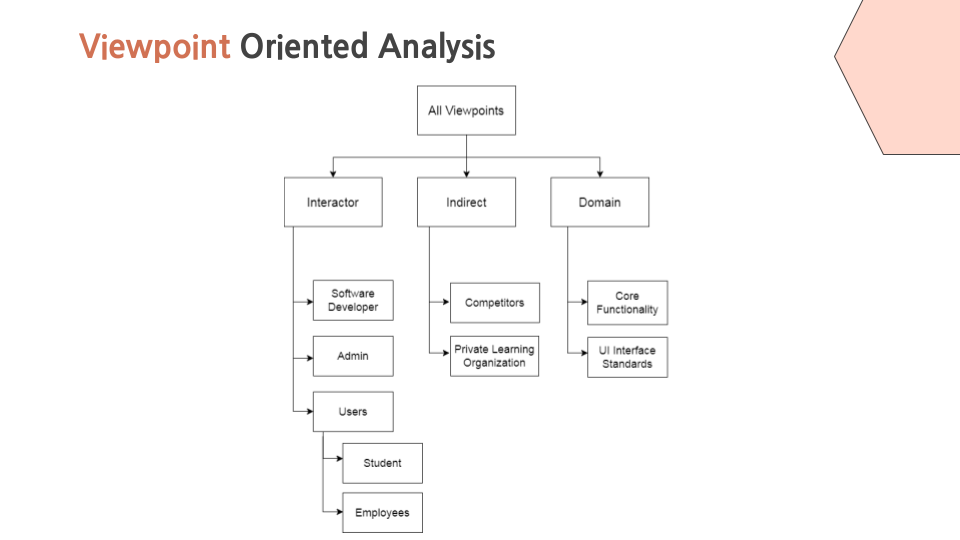 Viewpoint Oriented Analysis
All Viewpoints
Interactor
Indirect
Domain
Software
Developer
Admin
Users
Student
Employees
Competitors
Private Learning
Organization
Core
Functionality
UI Interface
Standards